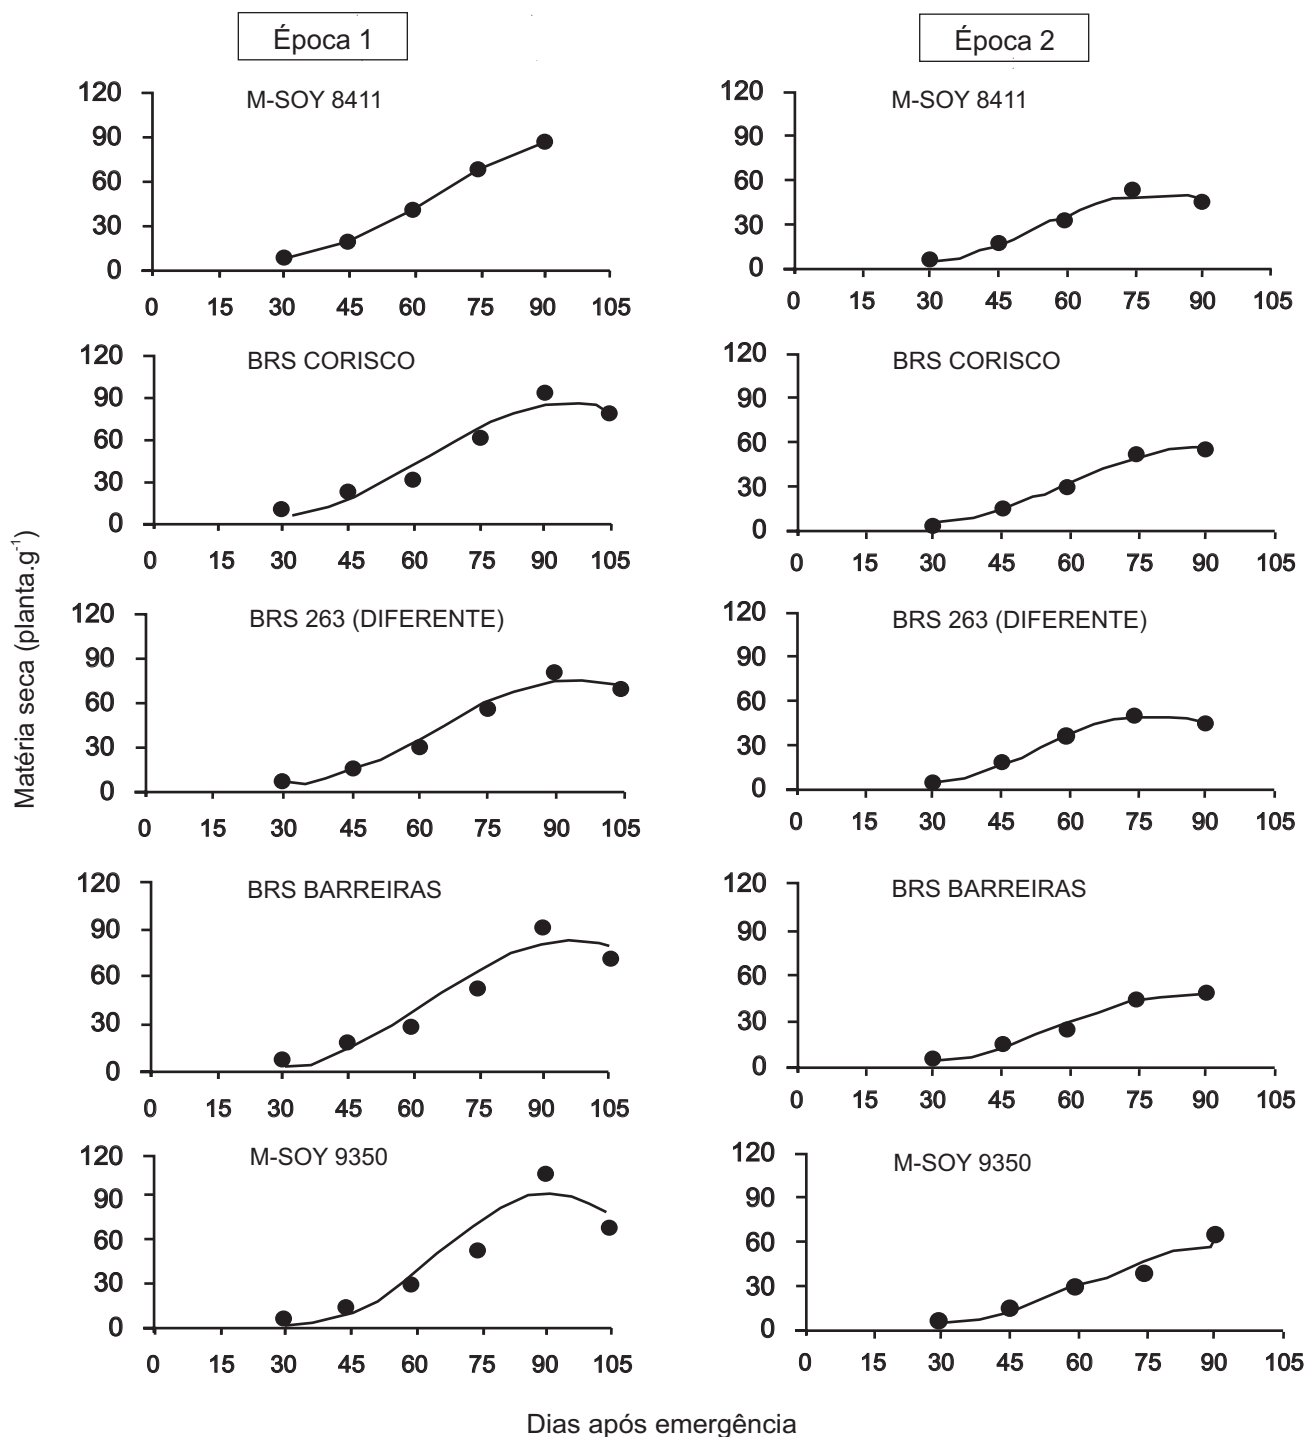 Época 1
Época 2
M-SOY 8411
120
90
60
30
0
0 15 30 45 60 75 90 105
M-SOY 8411
120
90
60
30
0
0 15 30 45 60 75 90 105
BRS CORISCO
120
90
60
30
0
0 15 30 45 60 75 90 105
BRS CORISCO
120
90
60
30
0
0 15 30 45 60 75 90 105
Matéria seca (planta.g⁻¹)
BRS 263 (DIFERENTE)
120
90
60
30
0
0 15 30 45 60 75 90 105
BRS 263 (DIFERENTE)
120
90
60
30
0
0 15 30 45 60 75 90 105
BRS BARREIRAS
120
90
60
30
0
0 15 30 45 60 75 90 105
BRS BARREIRAS
120
90
60
30
0
0 15 30 45 60 75 90 105
M-SOY 9350
120
90
60
30
0
0 15 30 45 60 75 90 105
M-SOY 9350
120
90
60
30
0
0 15 30 45 60 75 90 105
Dias após emergência